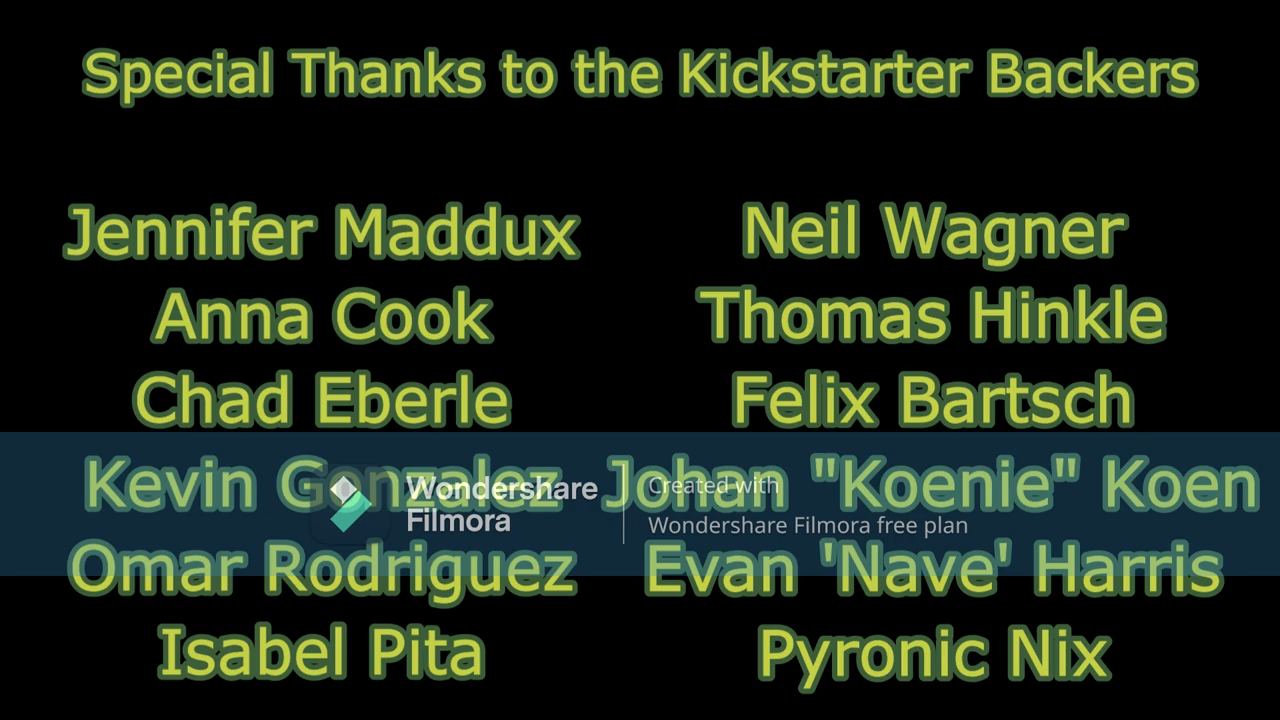 Special Thanks to the Kickstarter Backers
Jennifer Maddux
Neil Wagner
Anna Cook
Thomas Hinkle
Chad Eberle
Felix Bartsch
Kevin Gonzalez
Johan "Koenie" Koen
Wondershare
Filmora
Created with
Wondershare Filmora free plan
Omar Rodriguez
Evan 'Nave' Harris
Isabel Pita
Pyronic Nix